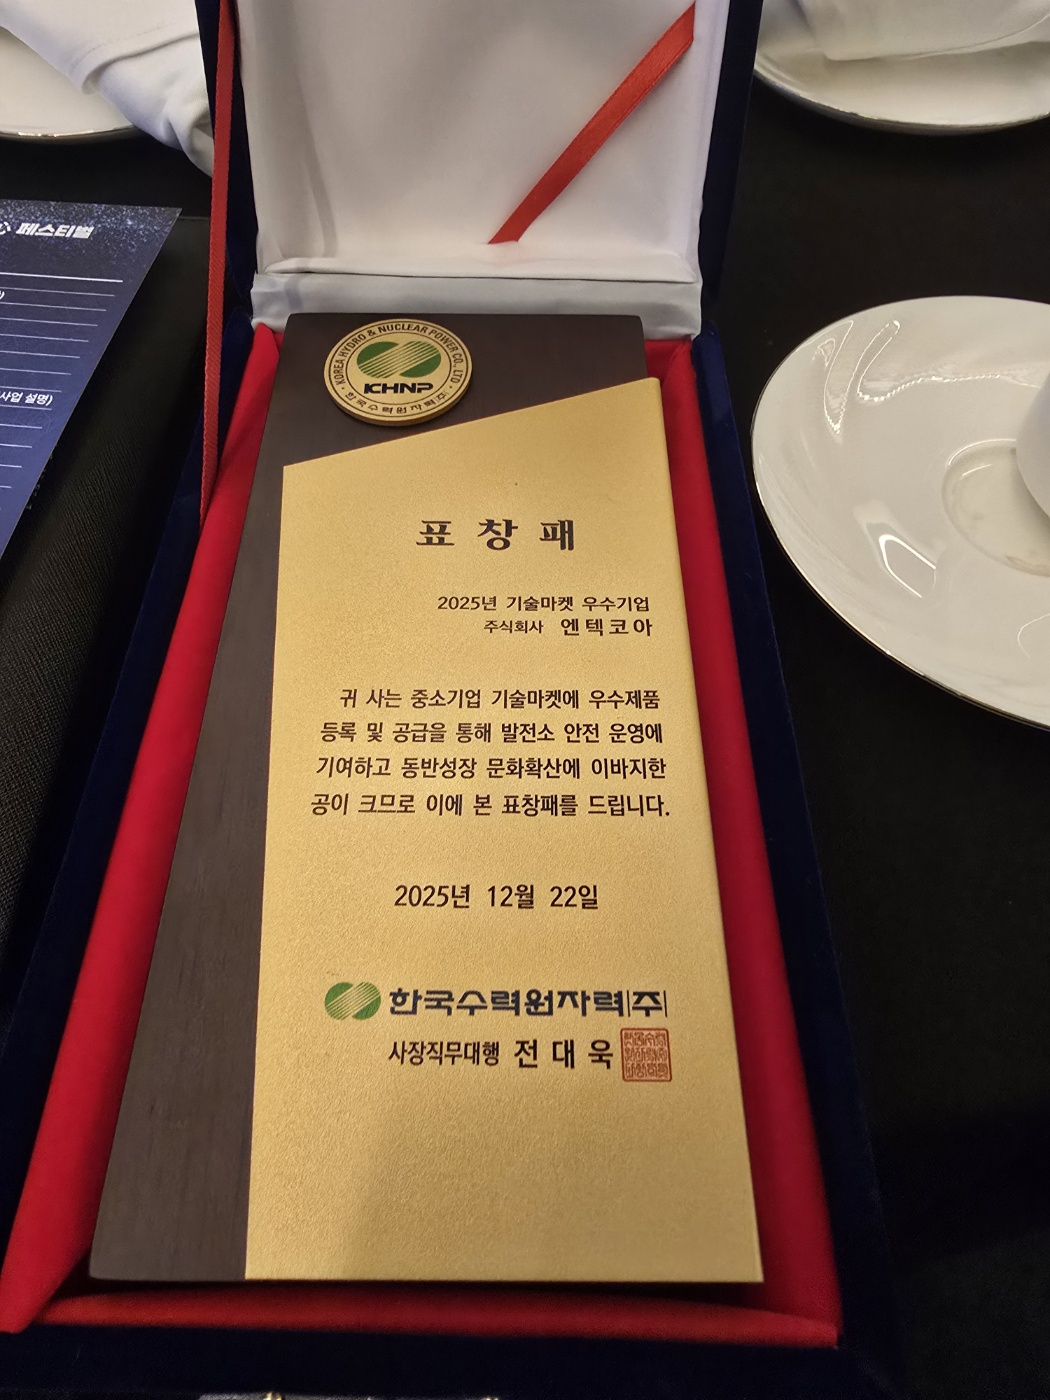 페스티벌
사업 설명)
KOREA HYDRO & NUCLEAR POWER CO., LTD
KHNP
한국수력원자력(주)
표창패
2025년 기술마켓 우수기업
주식회사 엔텍코아
귀 사는 중소기업 기술마켓에 우수제품
등록 및 공급을 통해 발전소 안전 운영에
기여하고 동반성장 문화확산에 이바지한
공이 크므로 이에 본 표창패를 드립니다.
2025년 12월 22일
한국수력원자력(주)
사장직무대행 전대욱